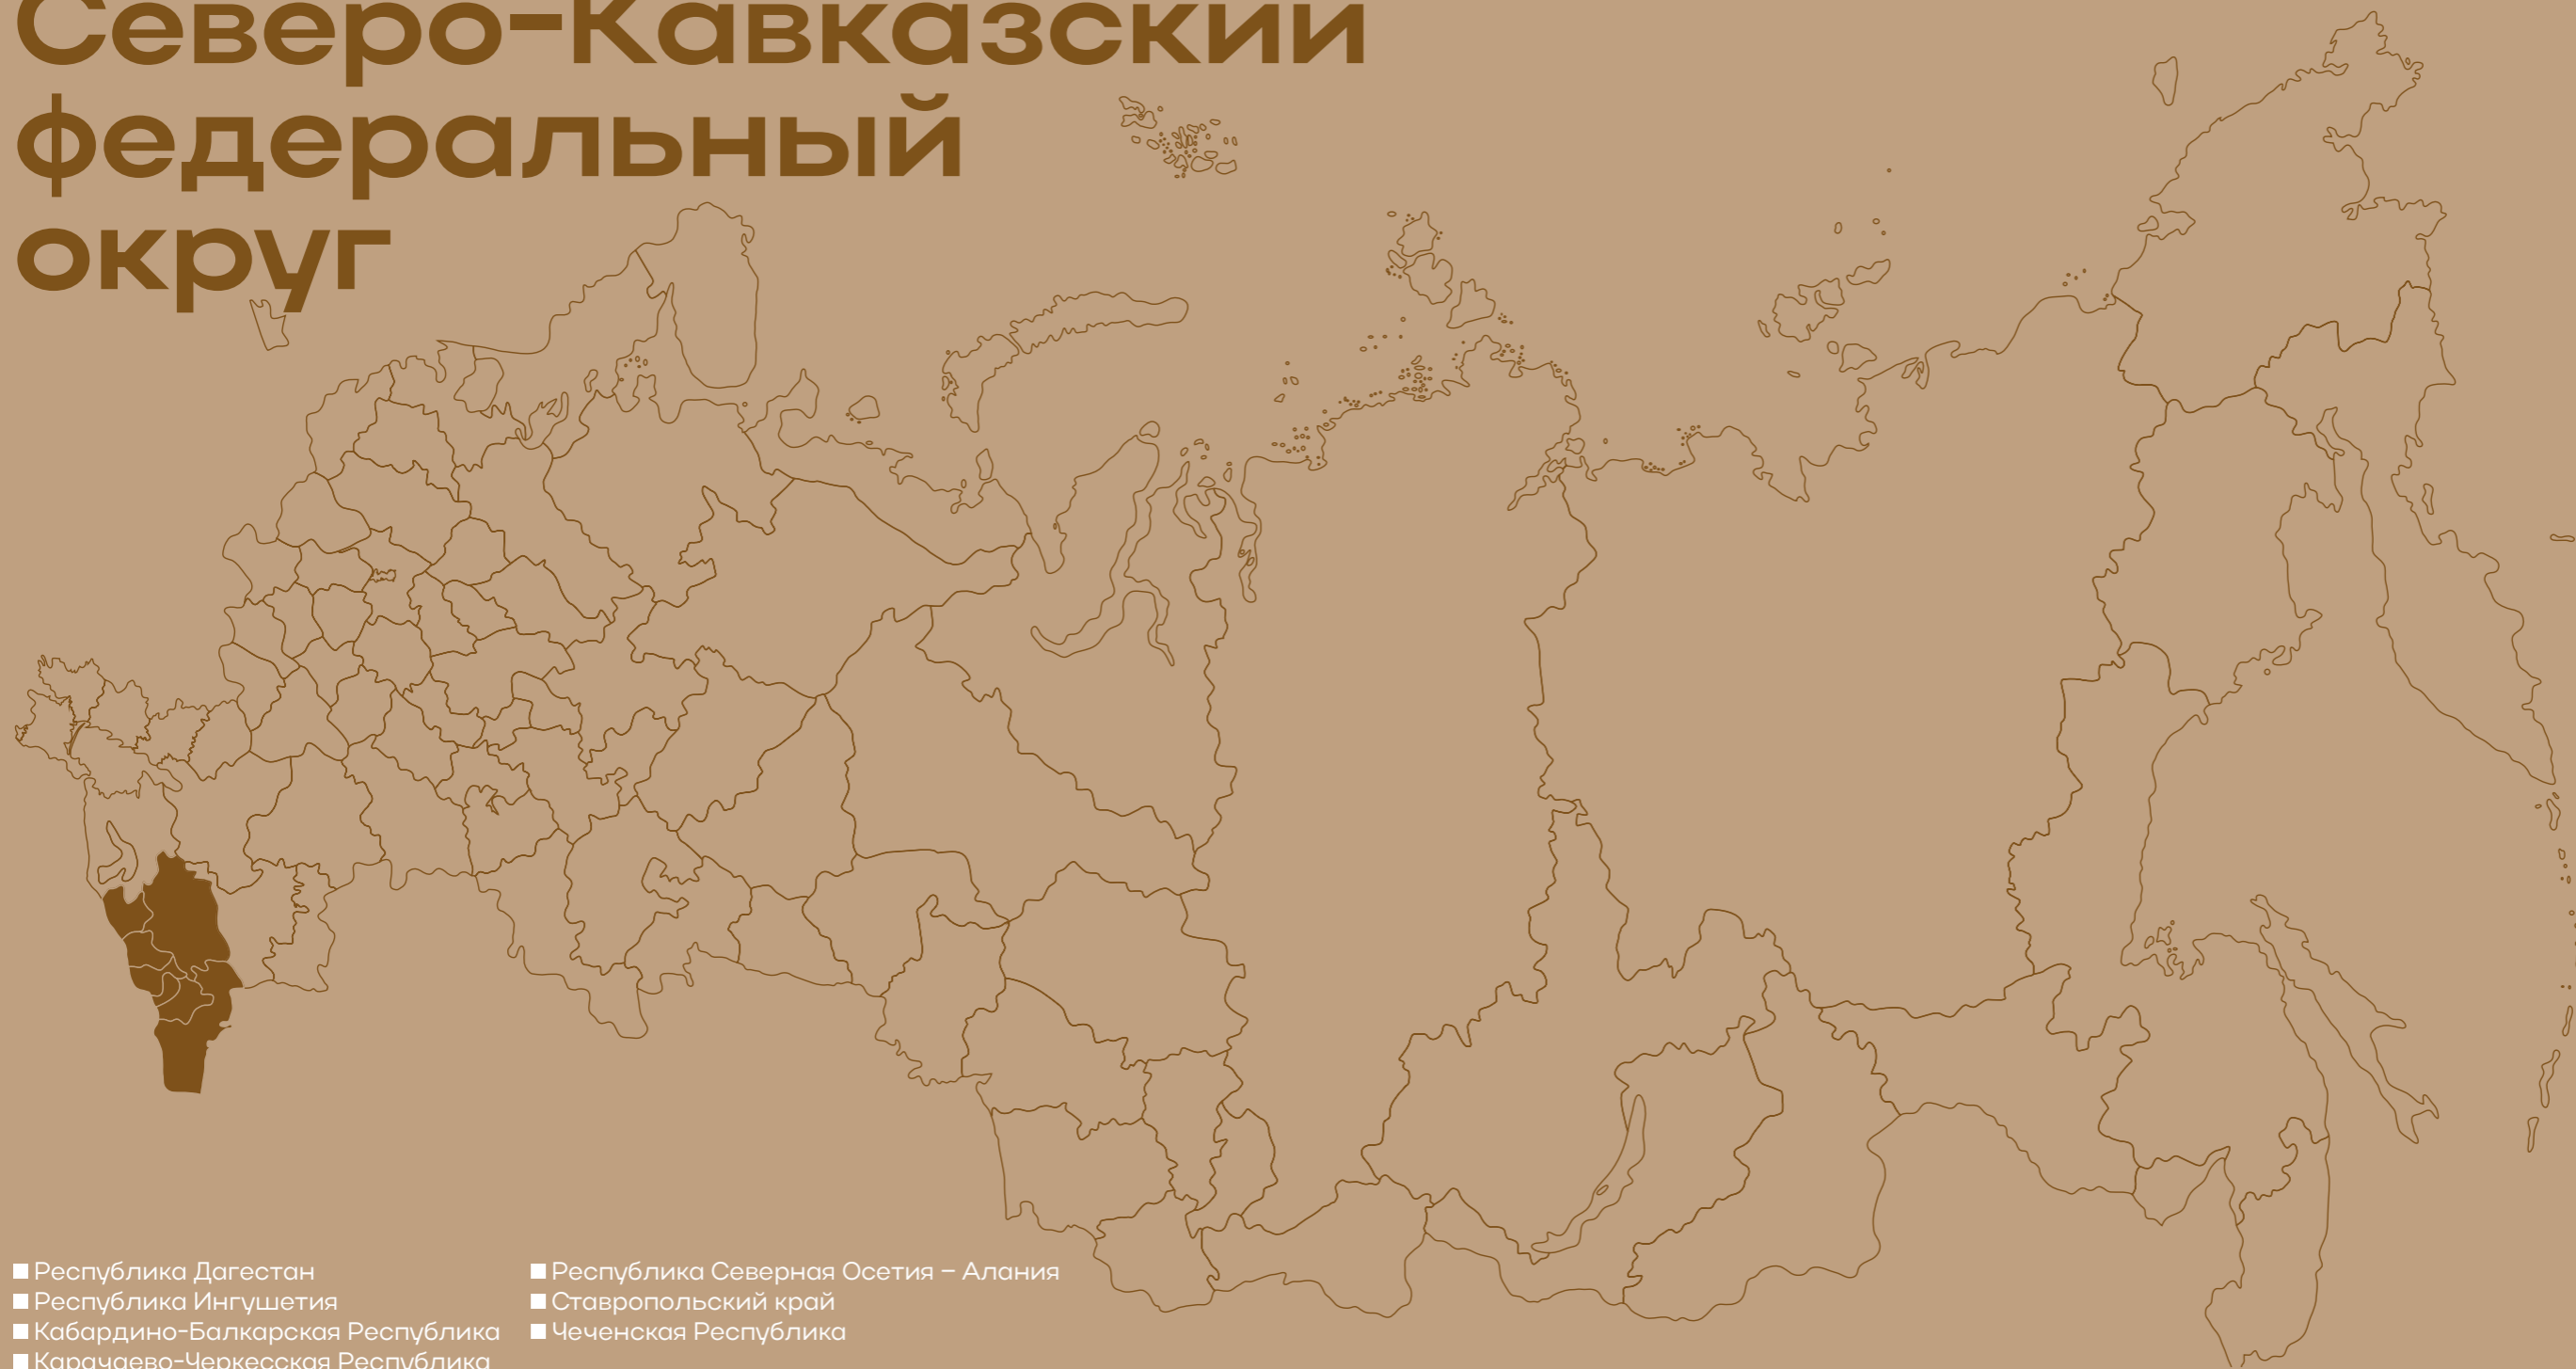 Северо-Кавказский
федеральный
округ
Республика Дагестан
Республика Ингушетия
Кабардино-Балкарская Республика
Карачаево-Черкесская Республика
Республика Северная Осетия – Алания
Ставропольский край
Чеченская Республика